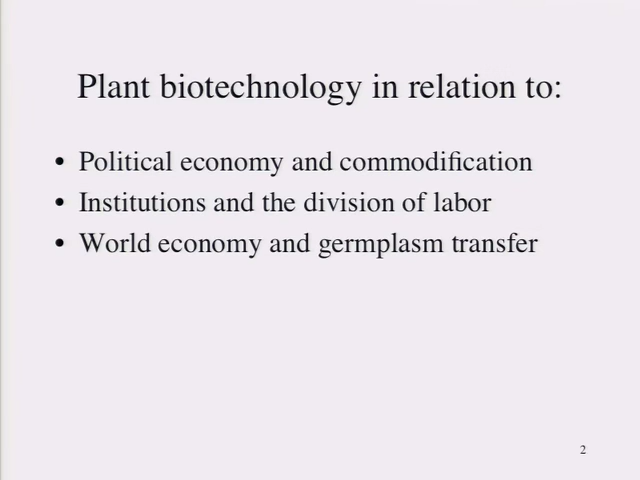 Plant biotechnology in relation to:
• Political economy and commodification
• Institutions and the division of labor
• World economy and germplasm transfer
2